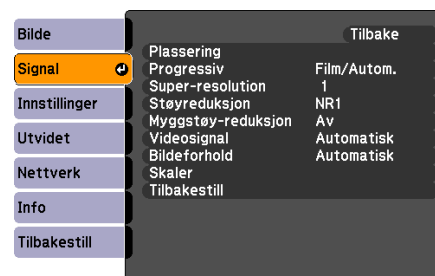 Bilde
Signal
Innstillinger
Utvidet
Nettverk
Info
Tilbakestill
Tilbake
Plassering
Progressiv Film/Autom.
Super-resolution 1
Støyreduksjon NR1
Myggstøy-reduksjon Av
Videosignal Automatisk
Bildeforhold Automatisk
Skaler
Tilbakestill